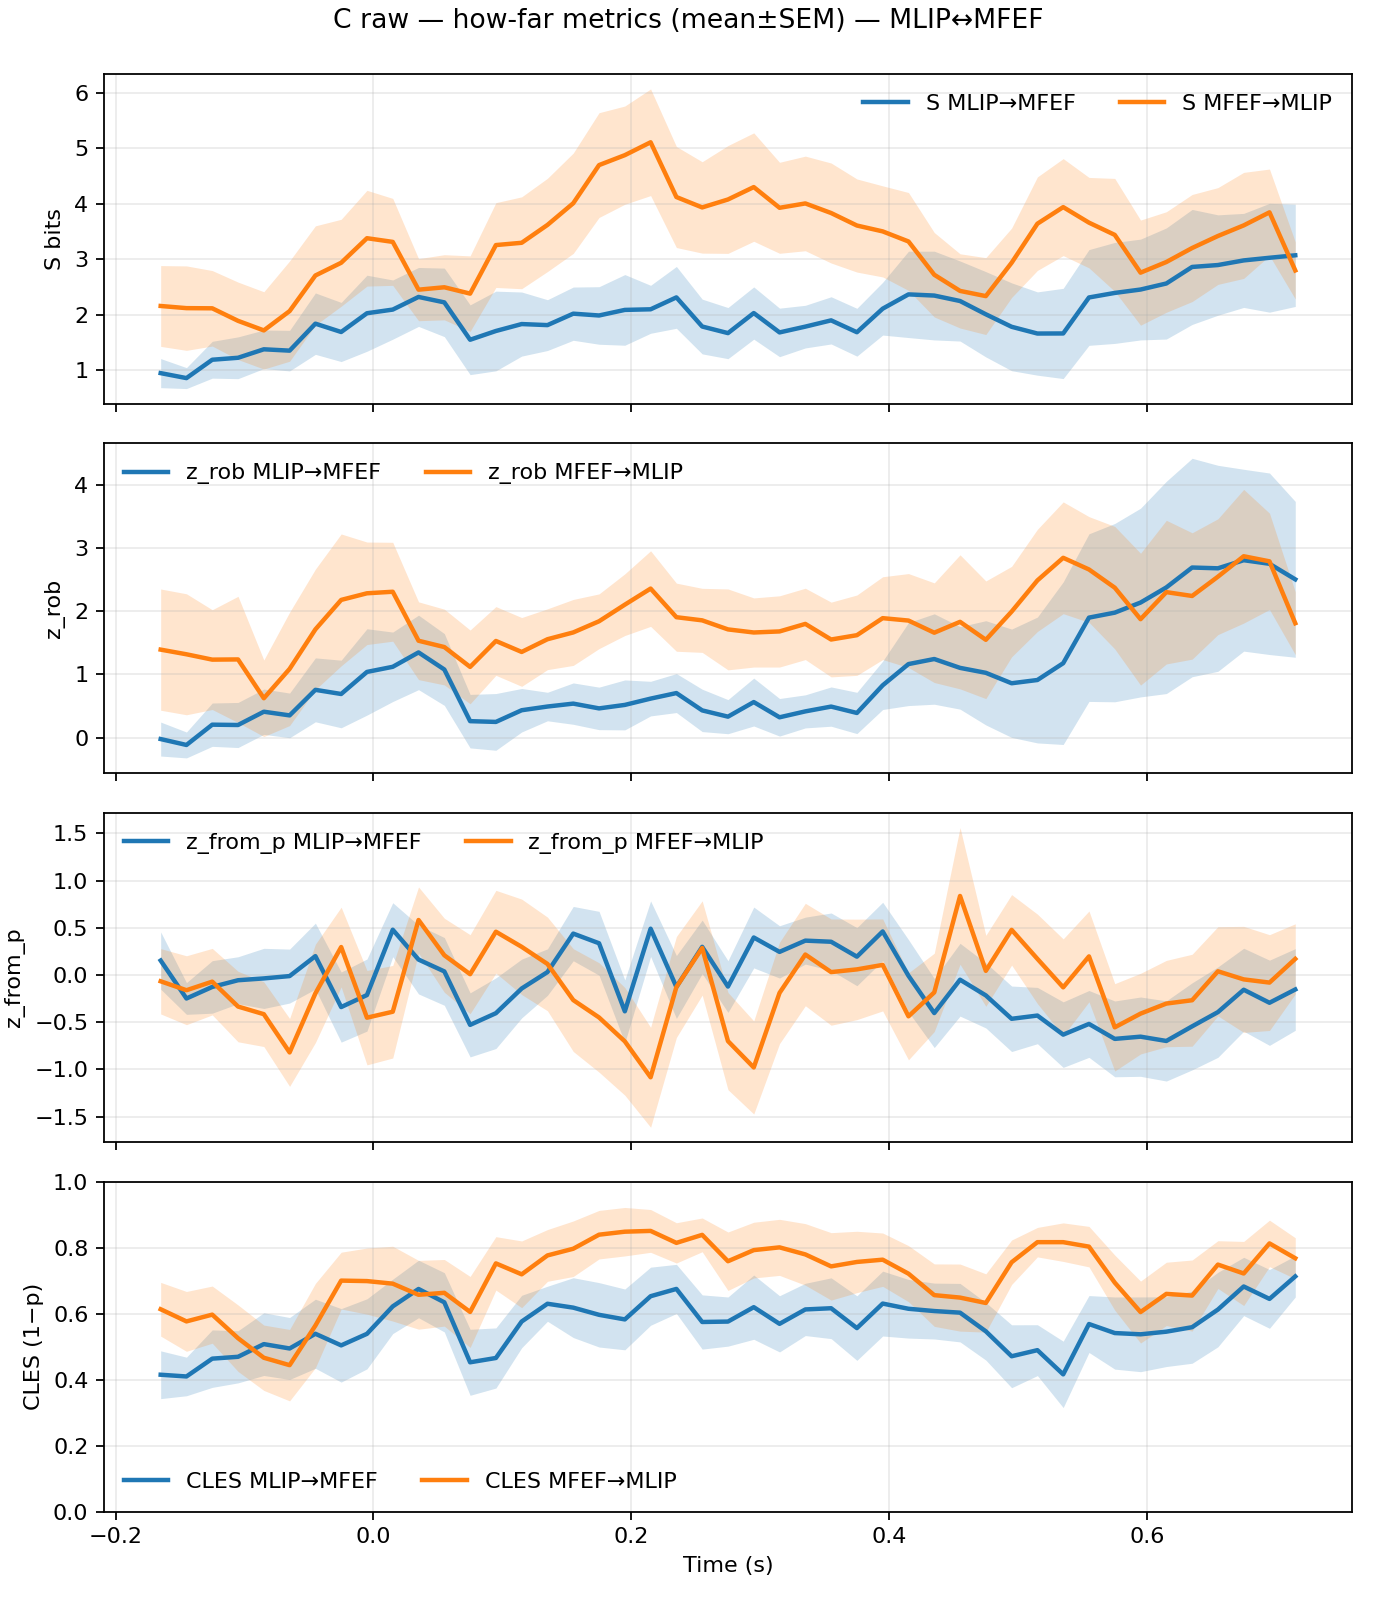 C raw — how-far metrics (mean±SEM) — MLIP↔MFEF
S MLIP→MFEF S MFEF→MLIP
6
5
4
3
2
1
S bits
z_rob MLIP→MFEF z_rob MFEF→MLIP
4
3
2
1
0
z_rob
z_from_p MLIP→MFEF z_from_p MFEF→MLIP
1.5
1.0
0.5
0.0
−0.5
−1.0
−1.5
z_from_p
1.0
0.8
0.6
0.4
0.2
0.0
CLES (1−p)
CLES MLIP→MFEF CLES MFEF→MLIP
−0.2 0.0 0.2 0.4 0.6
Time (s)